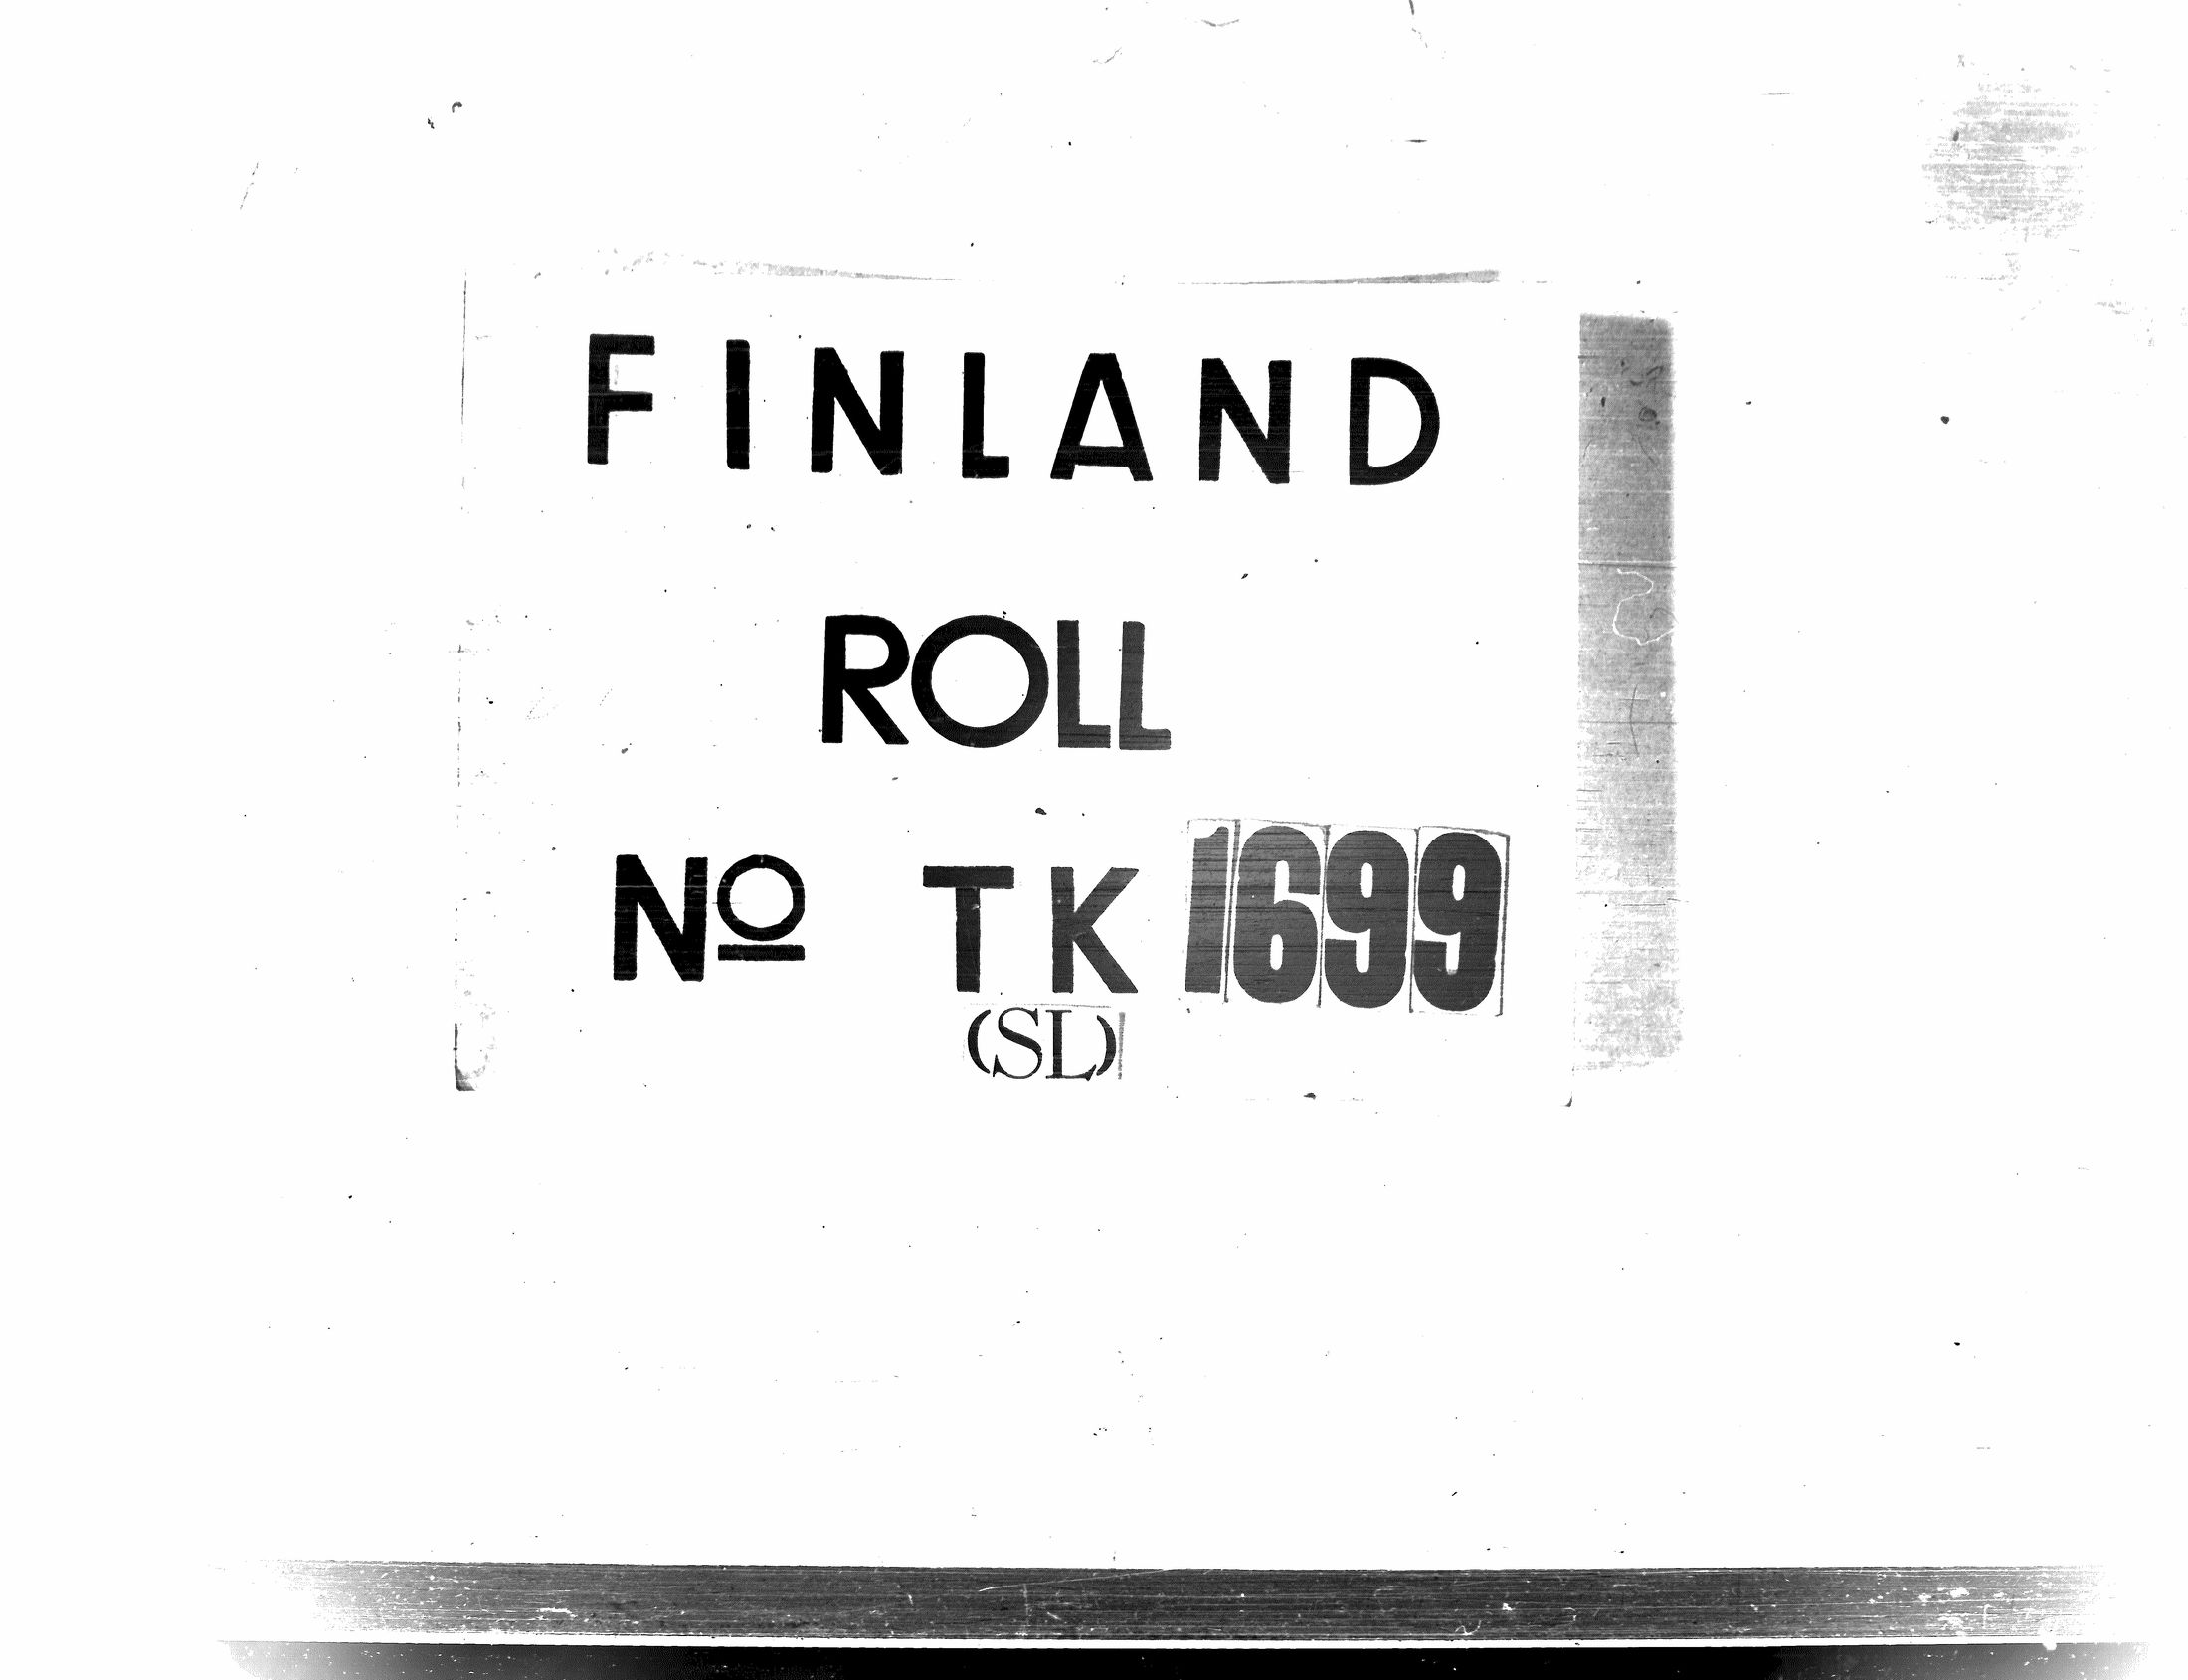 FINLAND
ROLL
Nº TK 1699
(SL)